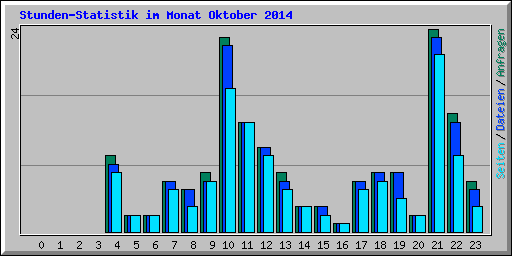 Stunden-Statistik im Monat Oktober 2014
24
Seiten / Dateien / Anfragen
0 1 2 3 4 5 6 7 8 9 10 11 12 13 14 15 16 17 18 19 20 21 22 23